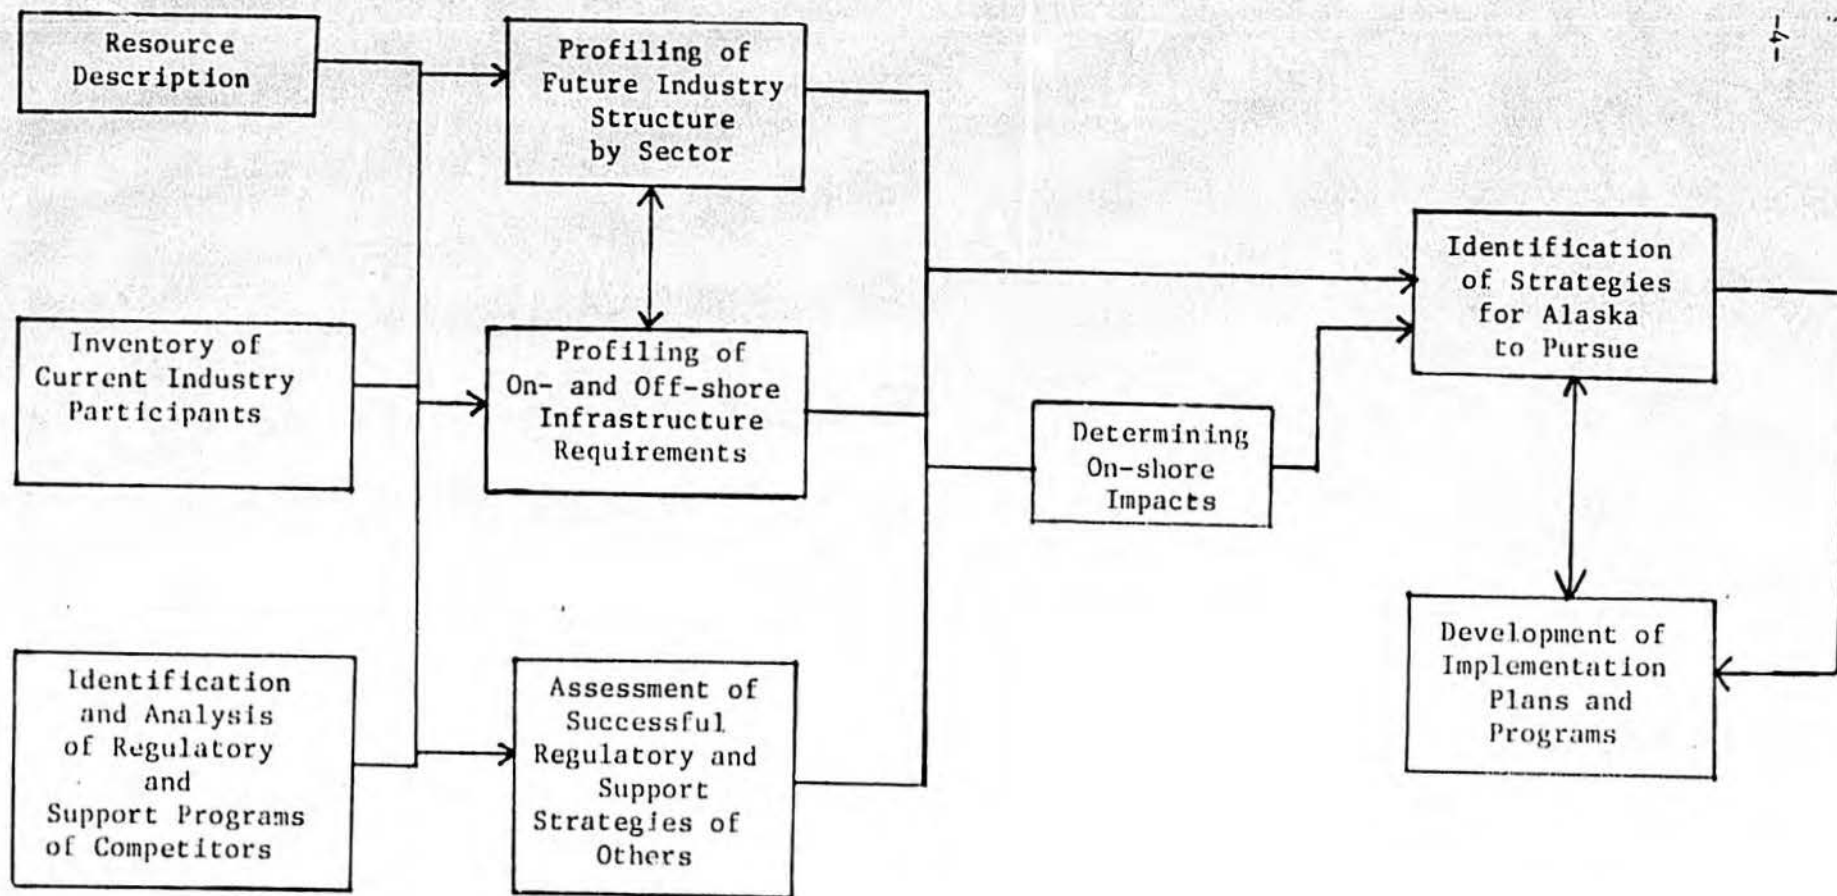 -4-
Resource
Description
Profiling of
Future Industry
Structure
by Sector
Inventory of
Current Industry
Participants
Profiling of
On- and Off-shore
Infrastructure
Requirements
Identification
and Analysis
of Regulatory
and
Support Programs
of Competitors
Assessment of
Successful
Regulatory and
Support
Strategies of
Others
Determining
On-shore
Impacts
Identification
of Strategies
for Alaska
to Pursue
Development of
Implementation
Plans and
Programs